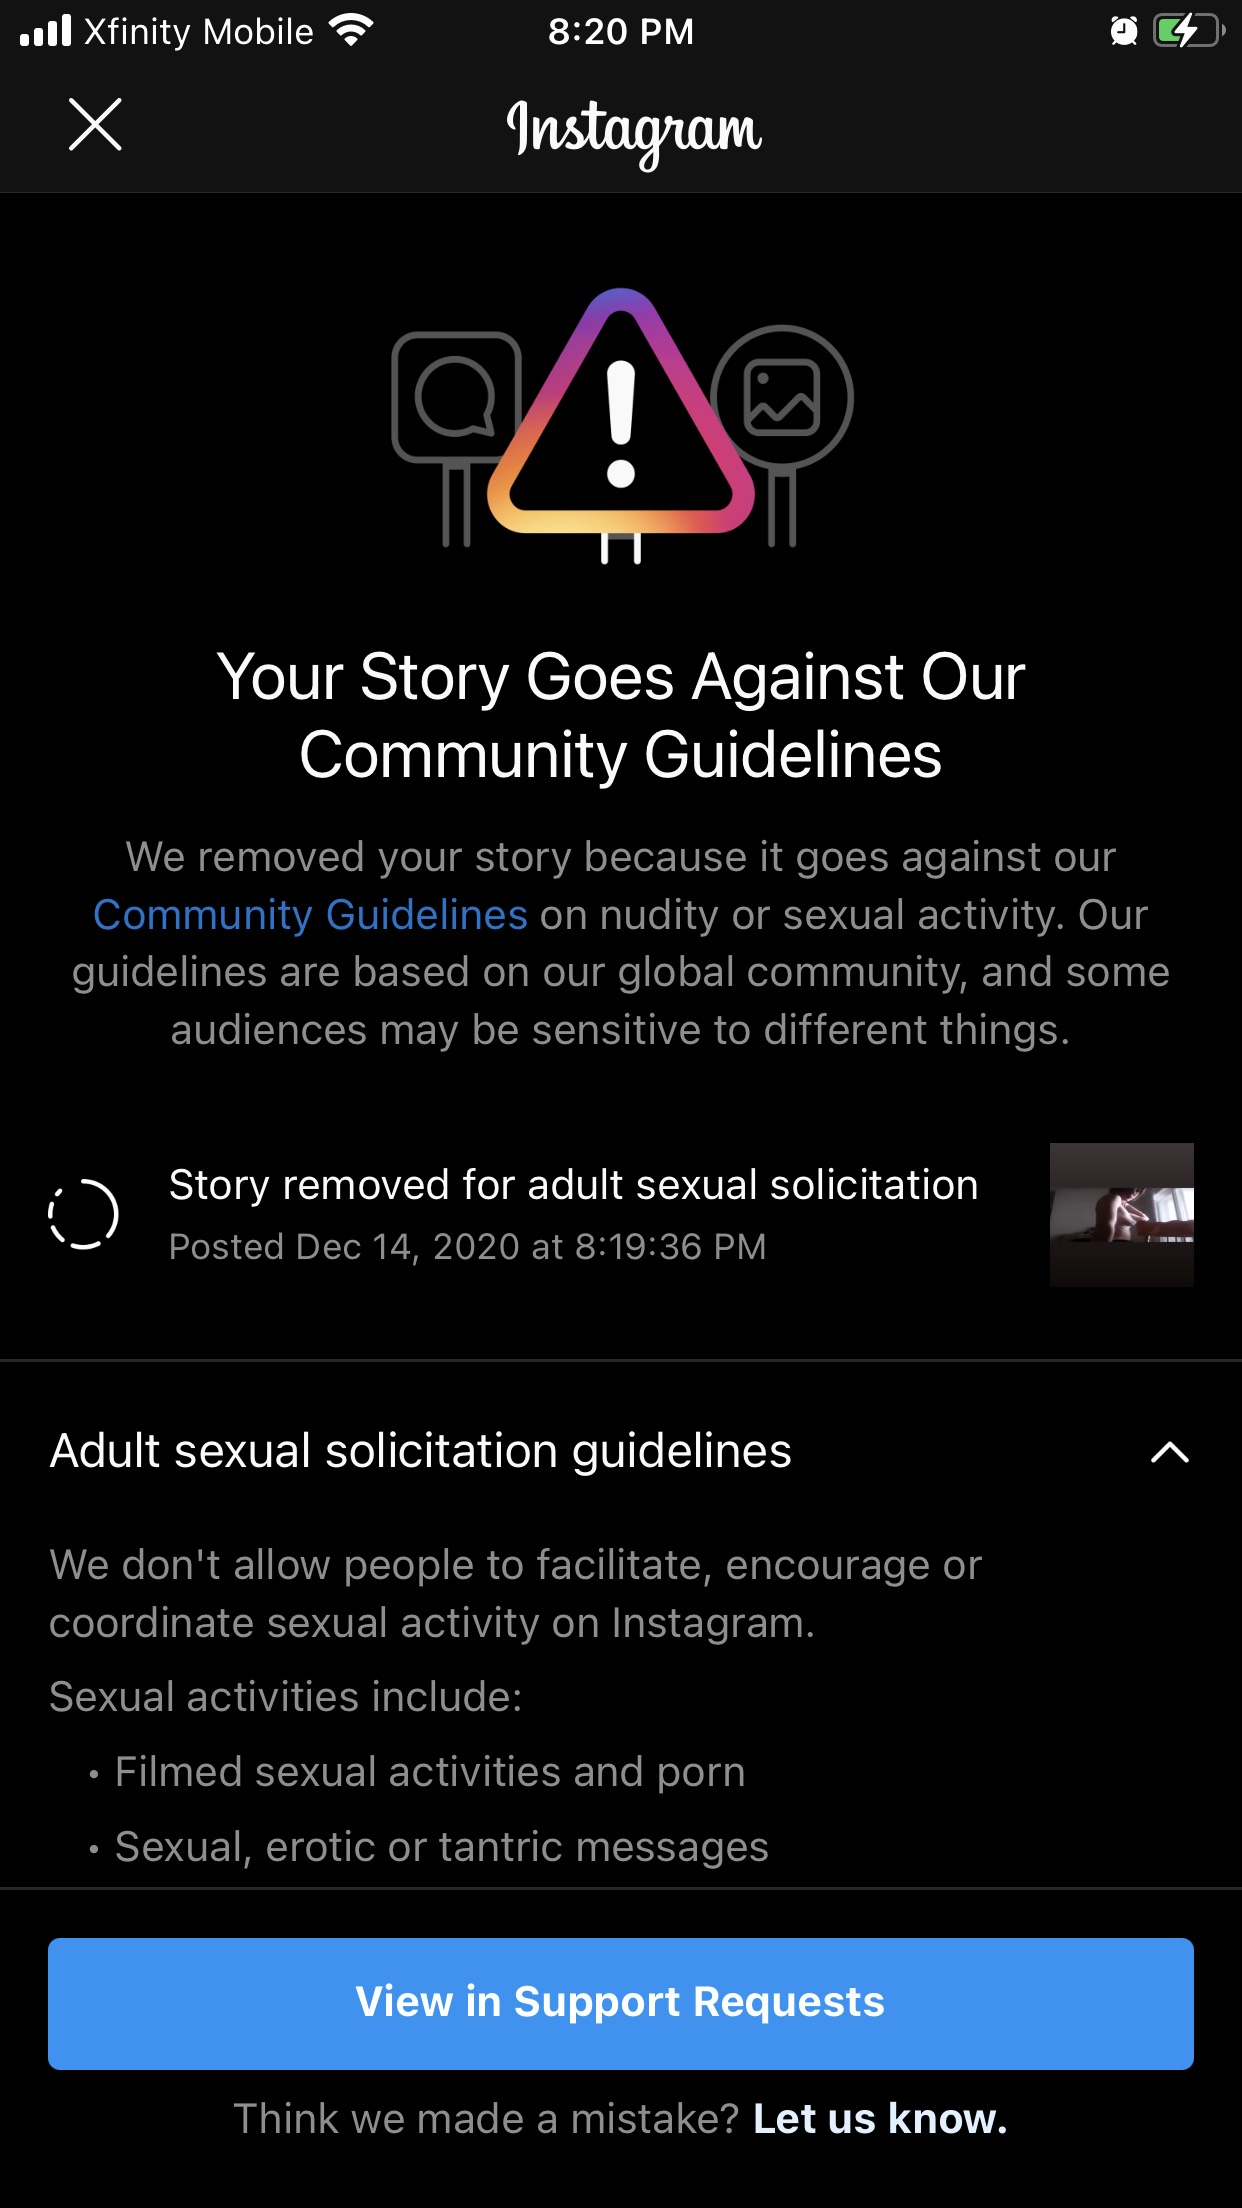 Xfinity Mobile 8:20 PM
Instagram
Your Story Goes Against Our
Community Guidelines
We removed your story because it goes against our
Community Guidelines on nudity or sexual activity. Our
guidelines are based on our global community, and some
audiences may be sensitive to different things.
Story removed for adult sexual solicitation
Posted Dec 14, 2020 at 8:19:36 PM
Adult sexual solicitation guidelines
We don't allow people to facilitate, encourage or
coordinate sexual activity on Instagram.
Sexual activities include:
• Filmed sexual activities and porn
• Sexual, erotic or tantric messages
View in Support Requests
Think we made a mistake? Let us know.